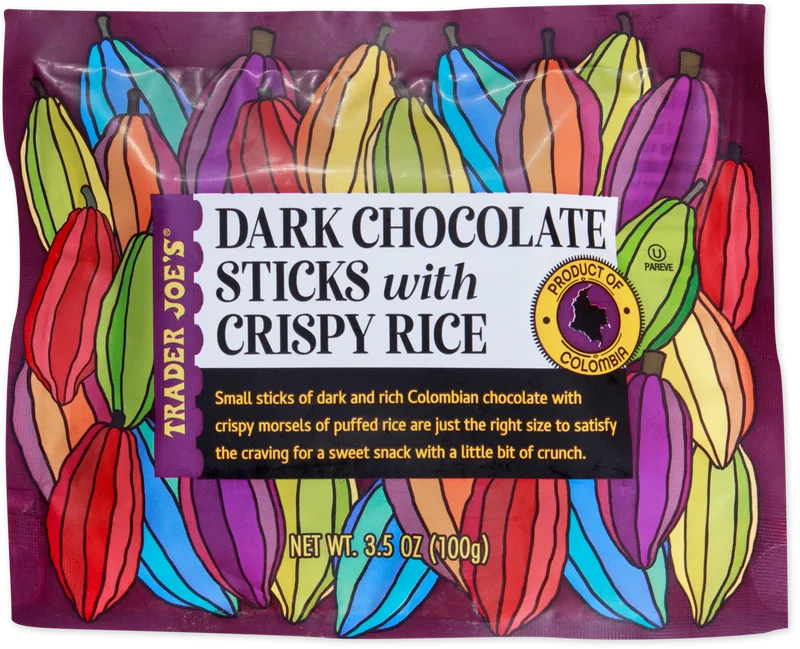 TRADER JOE'S®
DARK CHOCOLATE
STICKS with
CRISPY RICE
PRODUCT OF
COLOMBIA
U
PAREVE
Small sticks of dark and rich Colombian chocolate with
crispy morsels of puffed rice are just the right size to satisfy
the craving for a sweet snack with a little bit of crunch.
NET WT. 3.5 OZ (100g)